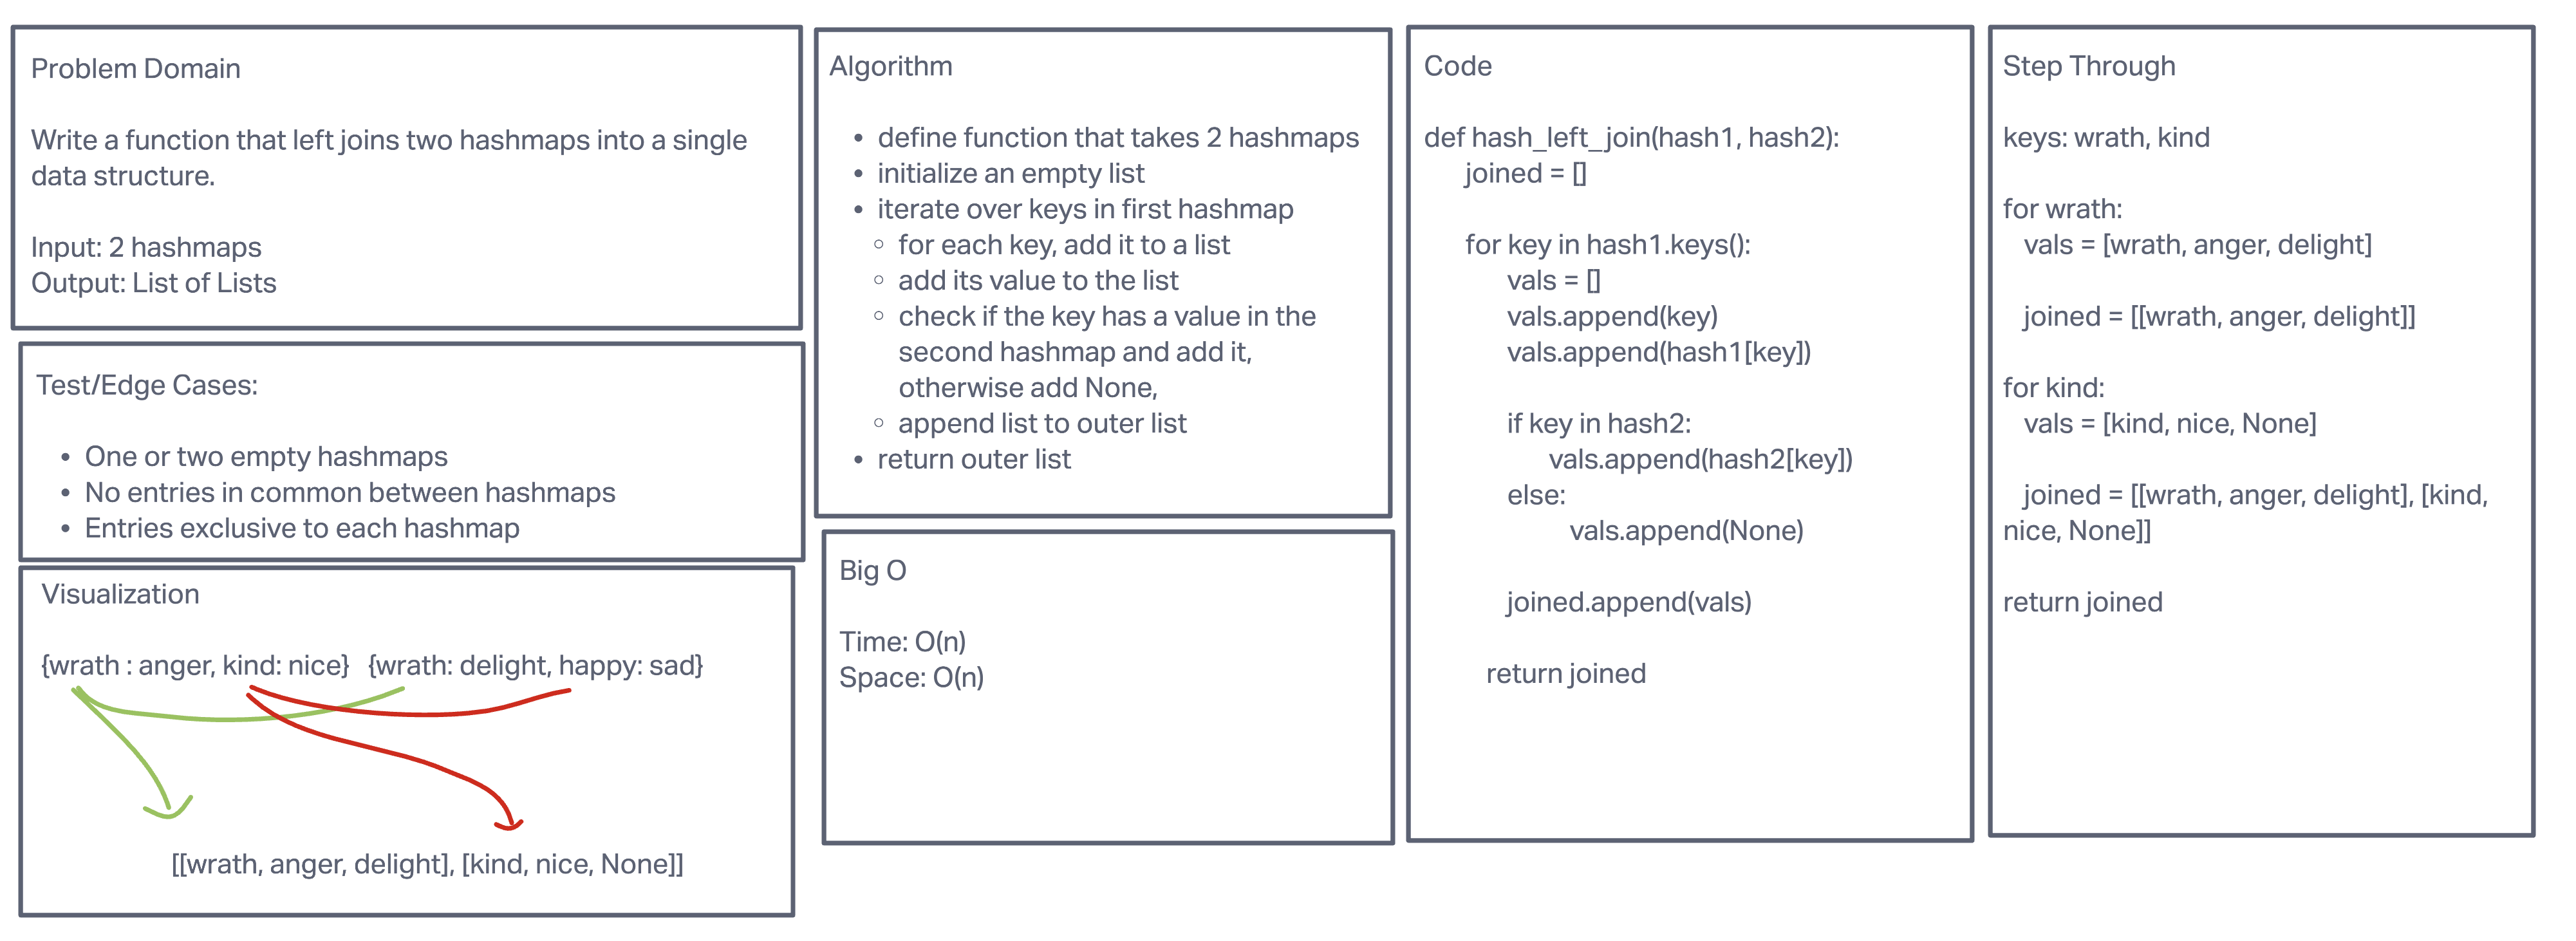 Problem Domain
Write a function that left joins two hashmaps into a single
data structure.
Input: 2 hashmaps
Output: List of Lists
Test/Edge Cases:
• One or two empty hashmaps
• No entries in common between hashmaps
• Entries exclusive to each hashmap
Visualization
{wrath : anger, kind: nice} {wrath: delight, happy: sad}
[[wrath, anger, delight], [kind, nice, None]]
Algorithm
• define function that takes 2 hashmaps
• initialize an empty list
• iterate over keys in first hashmap
◦ for each key, add it to a list
◦ add its value to the list
◦ check if the key has a value in the
second hashmap and add it,
otherwise add None,
◦ append list to outer list
• return outer list
Big O
Time: O(n)
Space: O(n)
Code
def hash_left_join(hash1, hash2):
joined = []
for key in hash1.keys():
vals = []
vals.append(key)
vals.append(hash1[key])
if key in hash2:
vals.append(hash2[key])
else:
vals.append(None)
joined.append(vals)
return joined
Step Through
keys: wrath, kind
for wrath:
vals = [wrath, anger, delight]
joined = [[wrath, anger, delight]]
for kind:
vals = [kind, nice, None]
joined = [[wrath, anger, delight], [kind,
nice, None]]
return joined